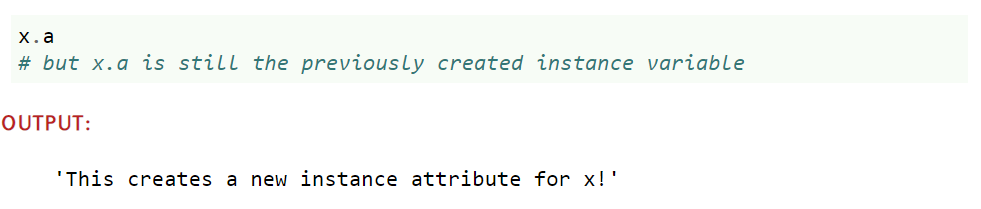 x.a
# but x.a is still the previously created instance variable
OUTPUT:
'This creates a new instance attribute for x!'